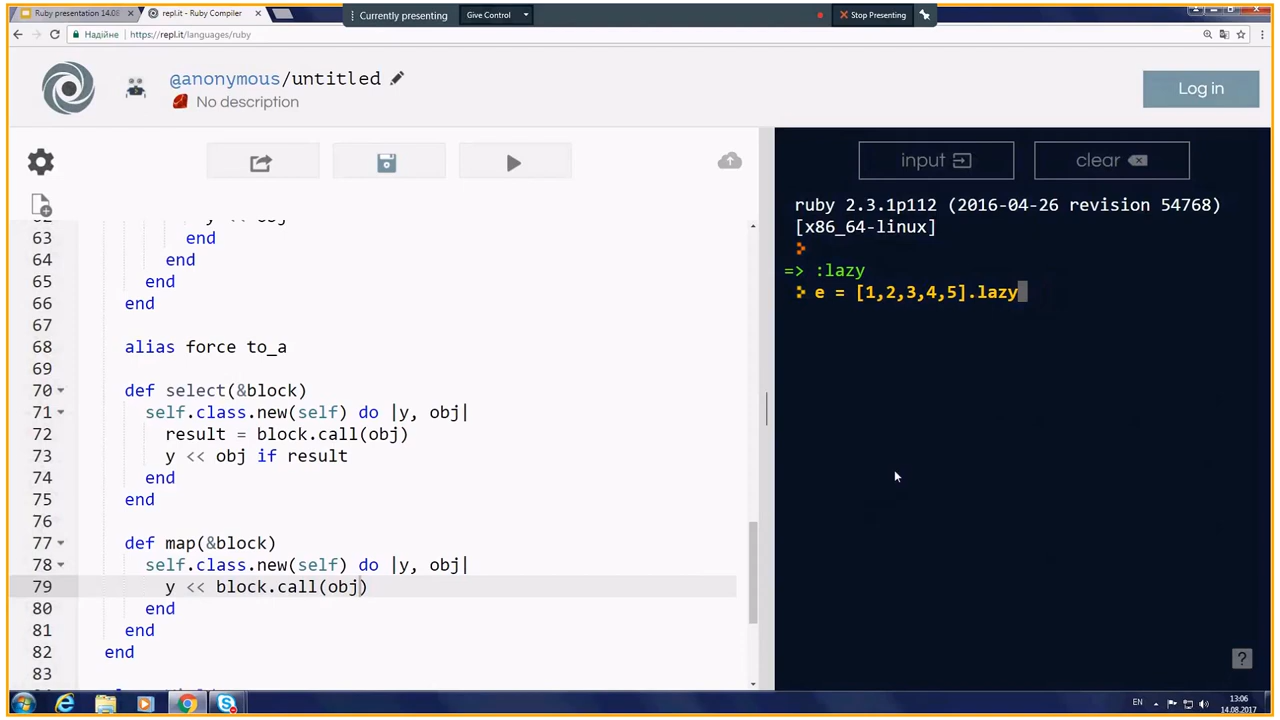 Ruby presentation 14.08
repl.it - Ruby Compiler
Currently presenting
Give Control
Stop Presenting
Надійне
https://repl.it/languages/ruby
@anonymous/untitled
No description
Log in
input
clear
63 end
64 end
65 end
66 end
67
68 alias force to_a
69
70 def select(&block)
71 self.class.new(self) do |y, obj|
72 result = block.call(obj)
73 y << obj if result
74 end
75 end
76
77 def map(&block)
78 self.class.new(self) do |y, obj|
79 y << block.call(obj)
80 end
81 end
82 end
83
ruby 2.3.1p112 (2016-04-26 revision 54768)
[x86_64-linux]
=> :lazy
e = [1,2,3,4,5].lazy
?
EN
13:06
14.08.2017